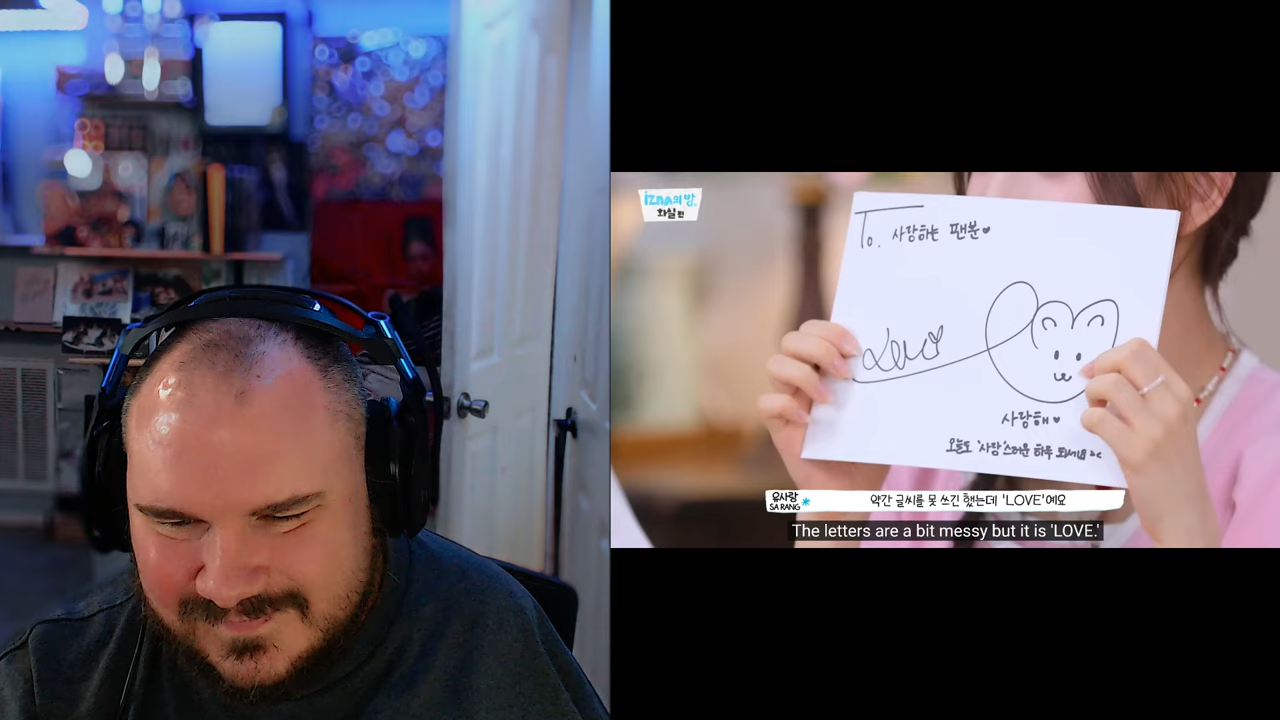 izna의 방
화실 편
To. 사랑하는 팬분♥
Love
사랑해♥
오늘도 '사랑'스러운 하루 되세요
유사랑
SA RANG
약간 글씨를 못 쓰긴 했는데 'LOVE'예요
The letters are a bit messy but it is 'LOVE.'